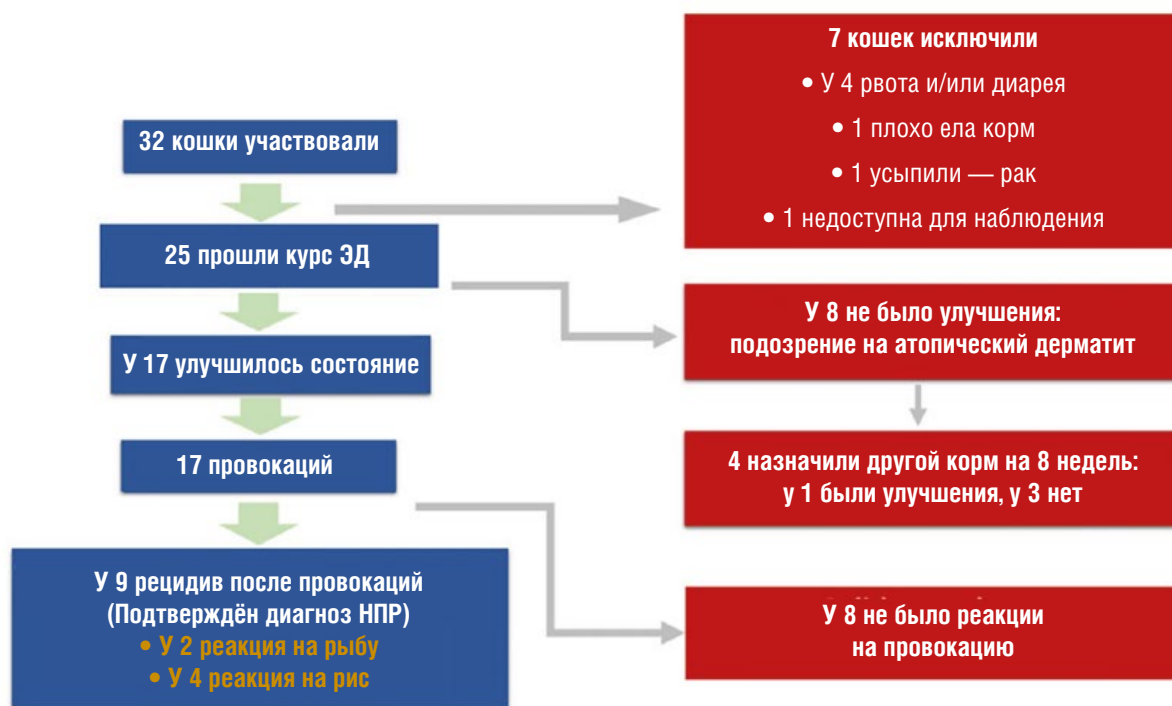 32 кошки участвовали
7 кошек исключили
• У 4 рвота и/или диарея
• 1 плохо ела корм
• 1 усыпили — рак
• 1 недоступна для наблюдения
25 прошли курс ЭД
У 8 не было улучшения:
подозрение на атопический дерматит
У 17 улучшилось состояние
4 назначили другой корм на 8 недель:
у 1 были улучшения, у 3 нет
17 провокаций
У 9 рецидив после провокаций
(Подтверждён диагноз НПР)
• У 2 реакция на рыбу
• У 4 реакция на рис
У 8 не было реакции
на провокацию